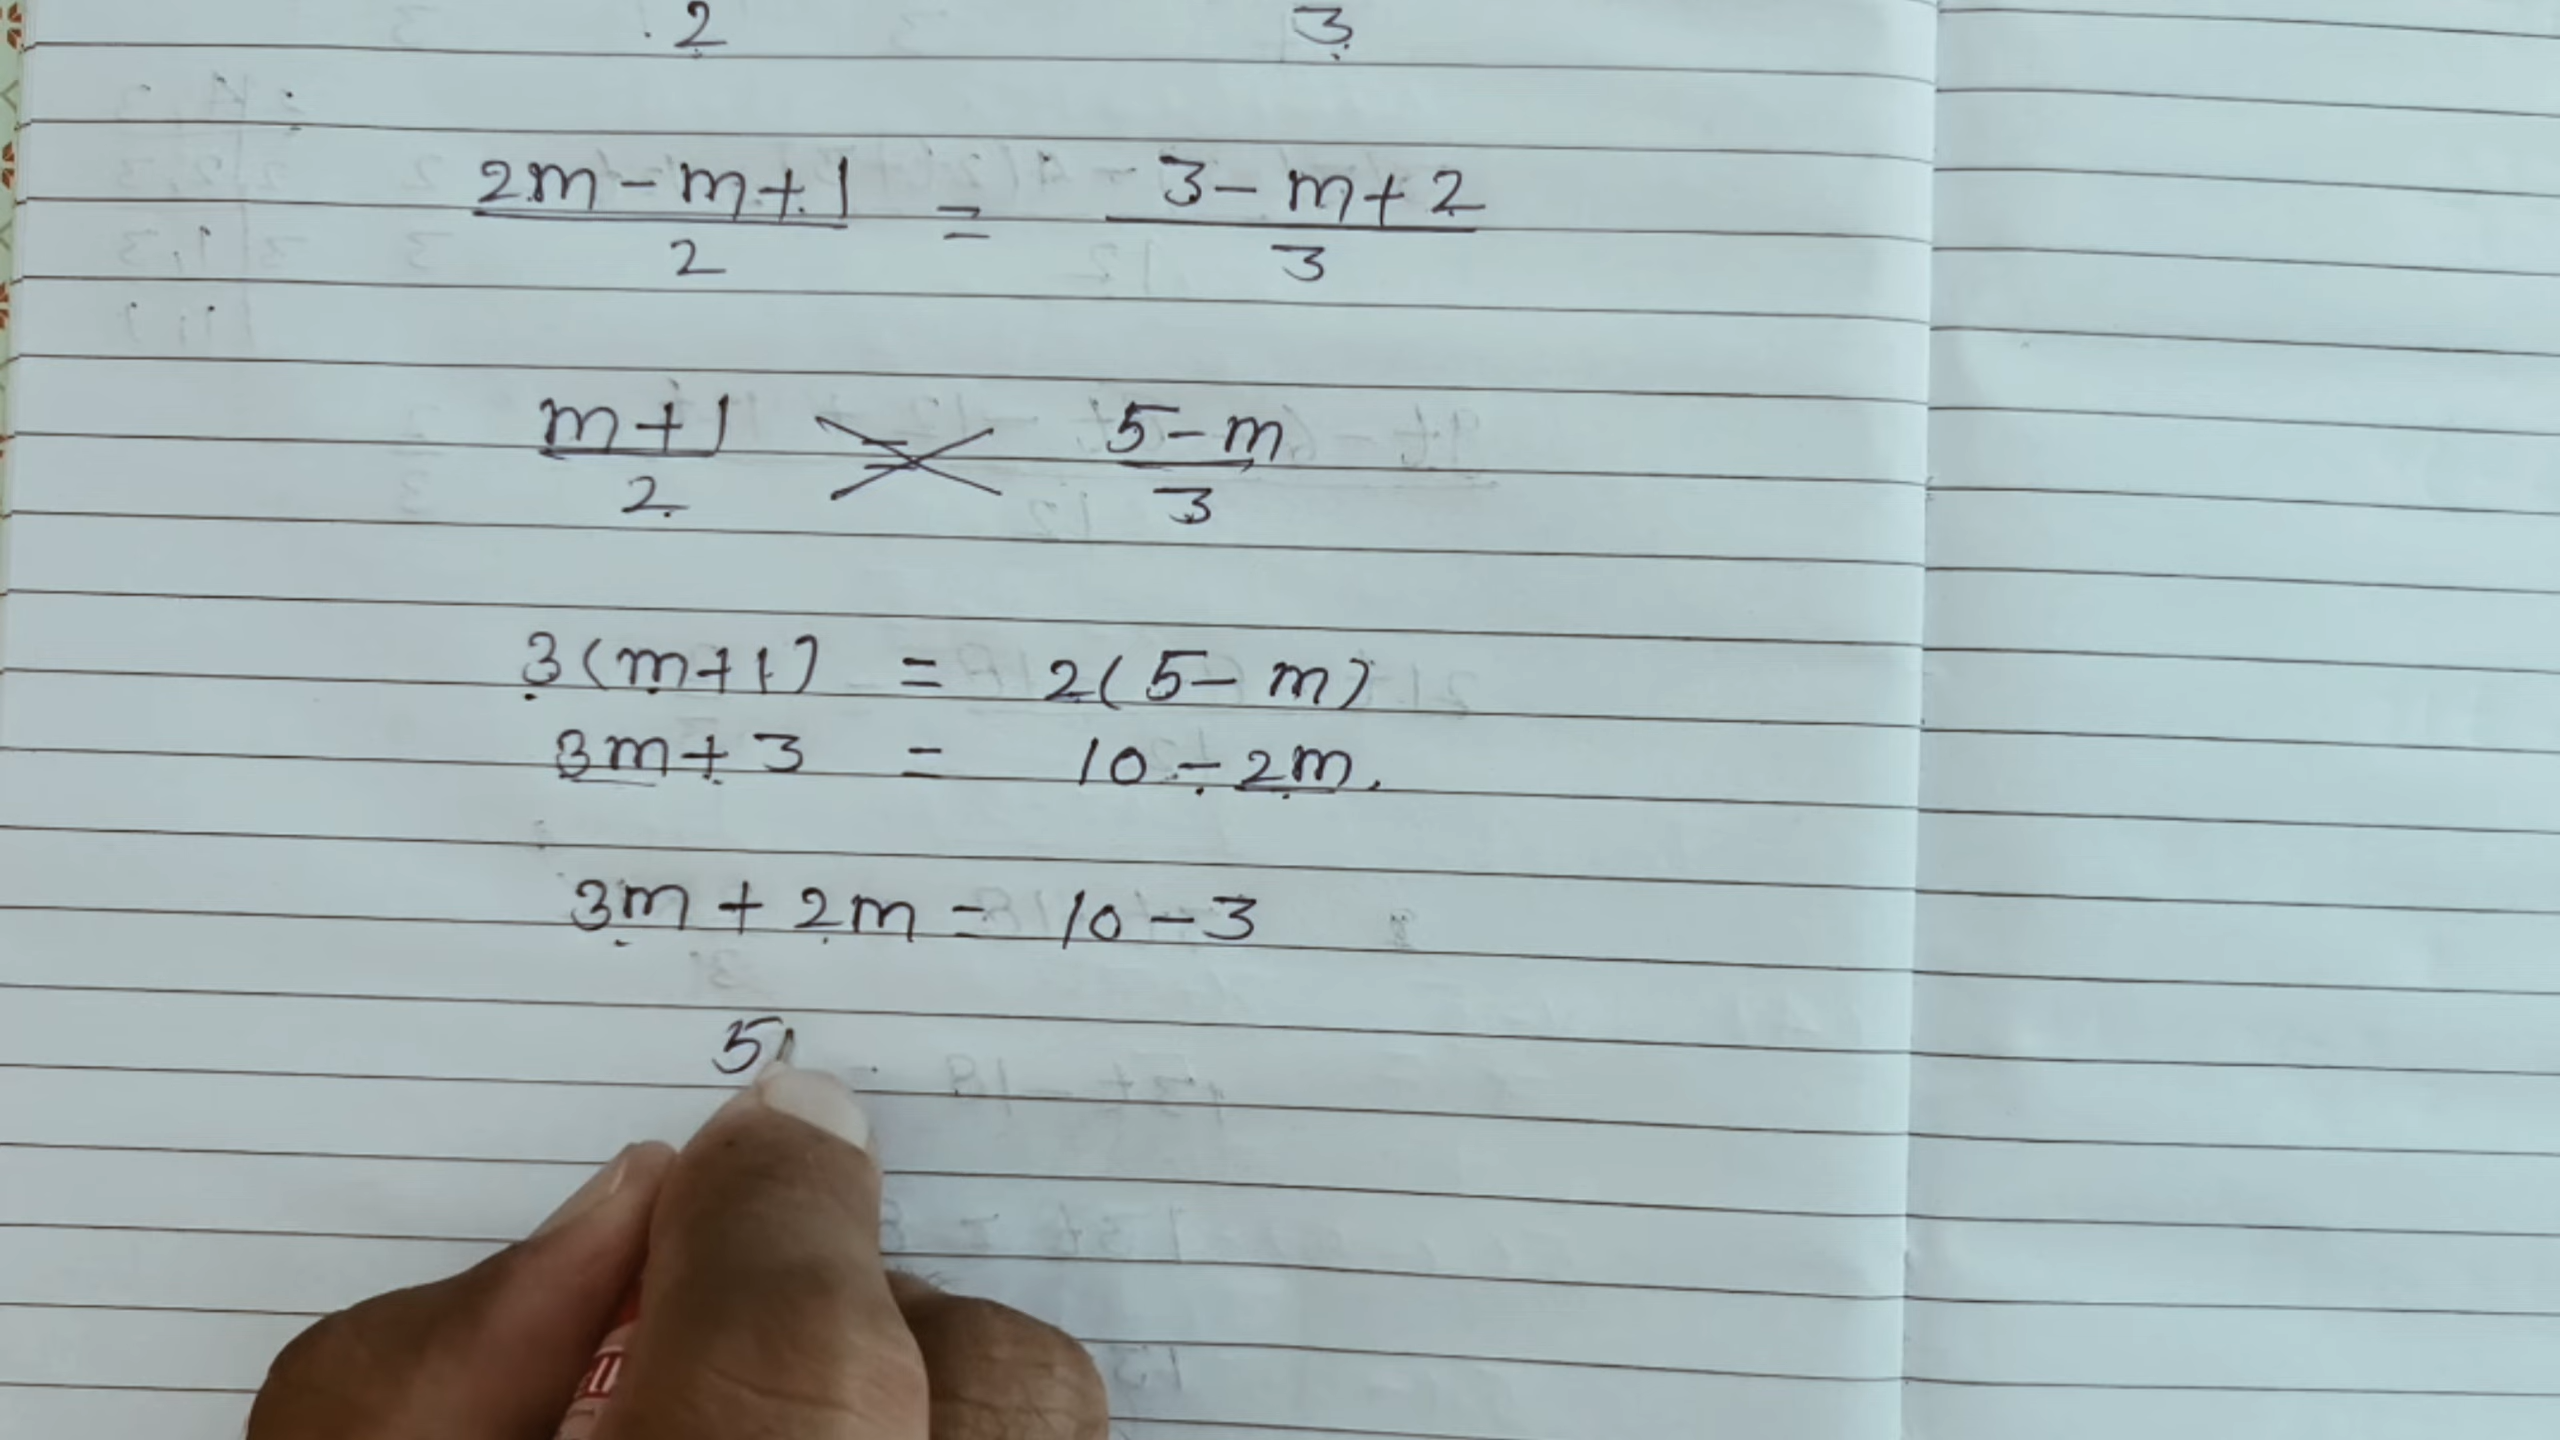 2 3
2m - m + 1 / 2 = 3 - m + 2 / 3
m + 1 / 2 = 5 - m / 3
3(m+1) = 2(5 - m)
3m + 3 = 10 - 2m.
3m + 2m = 10 - 3
5